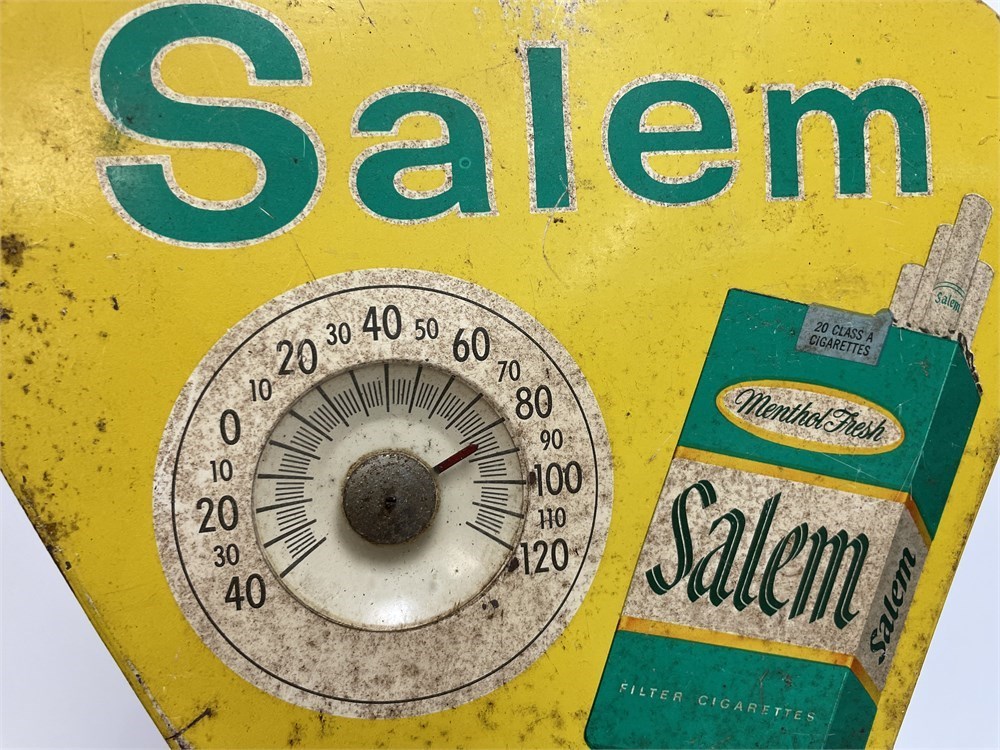 Salem
40
30
20
10
0
10
20
30
40
50
60
70
80
90
100
110
120
Salem
20 CLASS A
CIGARETTES
Menthol Fresh
Salem
Salem
FILTER CIGARETTES